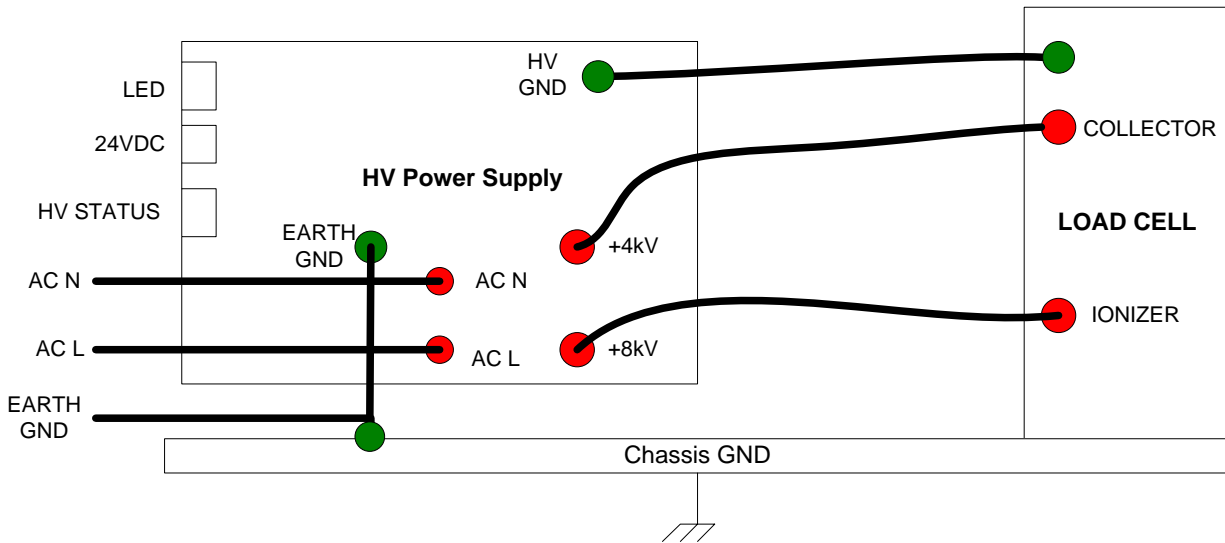 HV
GND
LED
COLLECTOR
24VDC
HV Power Supply
HV STATUS
LOAD CELL
EARTH
GND
+4kV
AC N
AC N
IONIZER
AC L
AC L
+8kV
EARTH
GND
Chassis GND